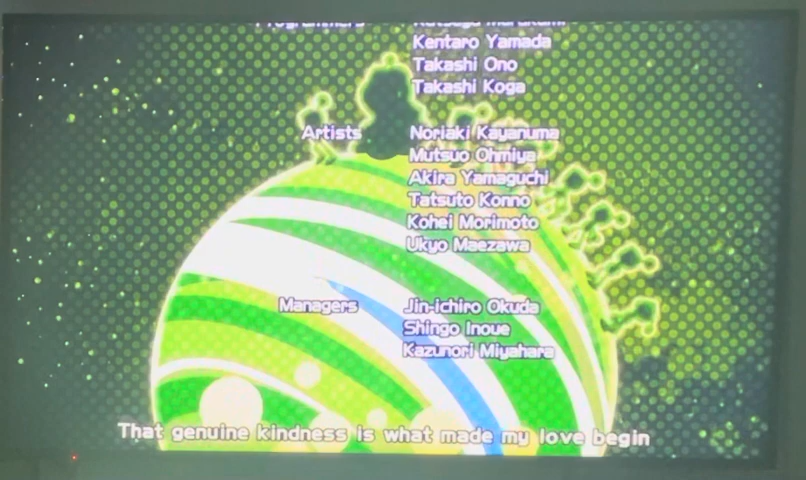 Programmers
Kentaro Yamada
Takashi Ono
Takashi Koga
Artists Noriaki Kayanuma
Mutsuo Ohmiya
Akira Yamaguchi
Tatsuto Konno
Kohei Morimoto
Ukyo Maezawa
Managers Jin-ichiro Okuda
Shingo Inoue
Kazunori Miyahara
That genuine kindness is what made my love begin